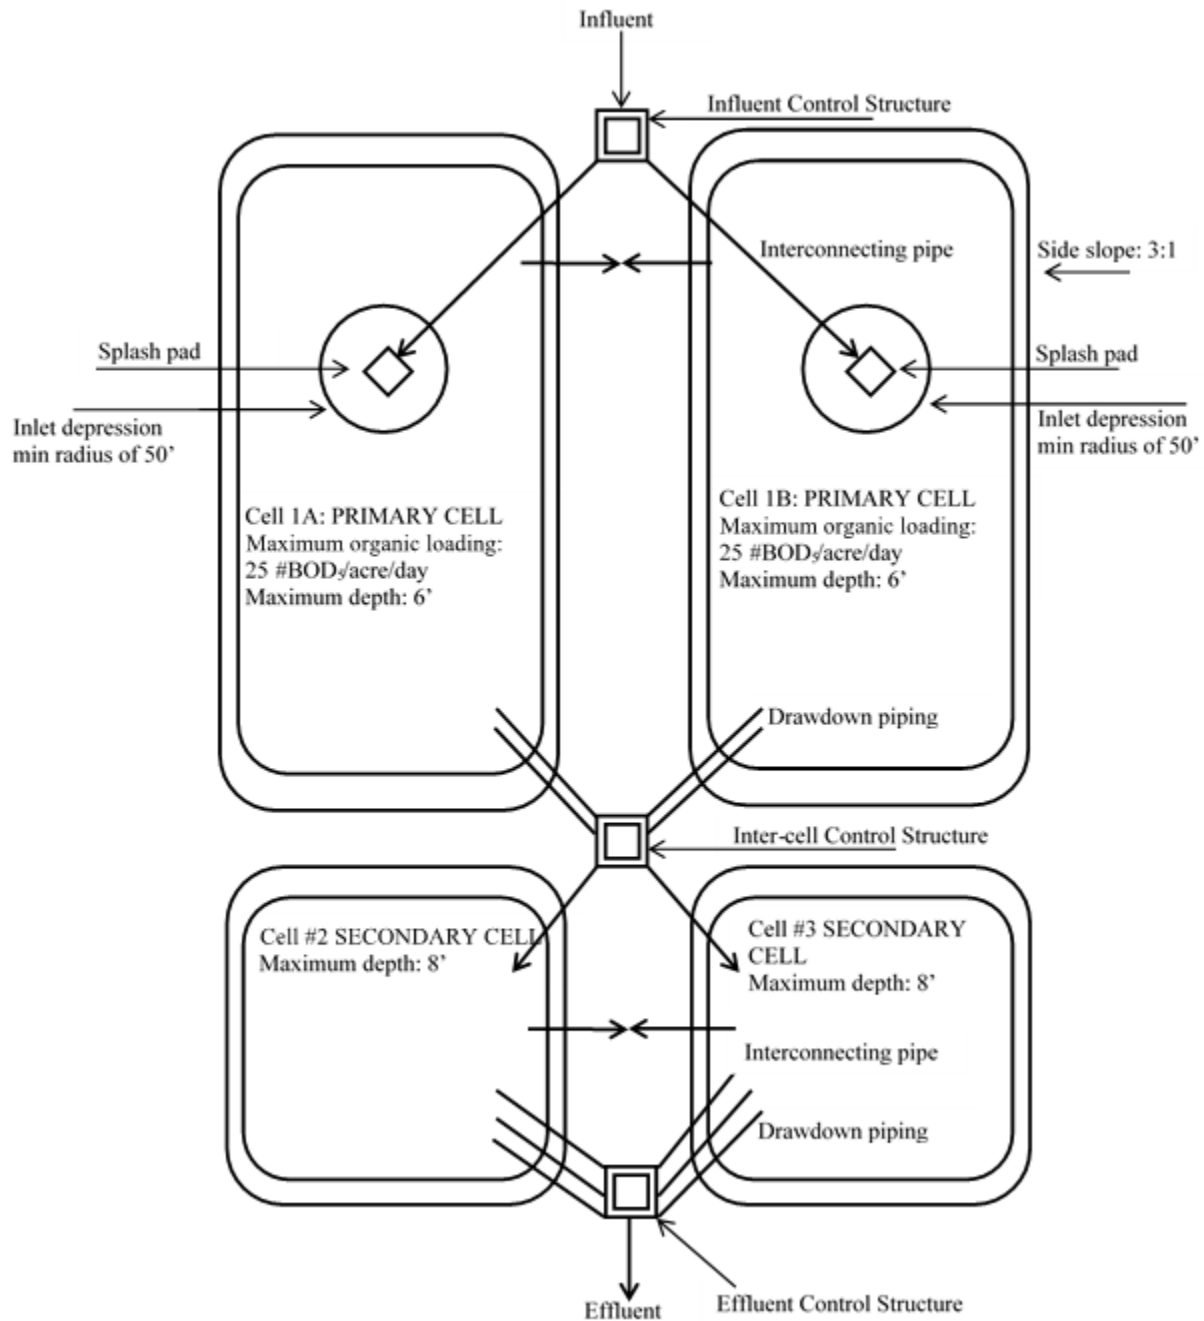 Influent
Influent Control Structure
Interconnecting pipe
Side slope: 3:1
Splash pad
Splash pad
Inlet depression
min radius of 50’
Inlet depression
min radius of 50’
Cell 1A: PRIMARY CELL
Maximum organic loading:
25 #BOD₅/acre/day
Maximum depth: 6’
Cell 1B: PRIMARY CELL
Maximum organic loading:
25 #BOD₅/acre/day
Maximum depth: 6’
Drawdown piping
Inter-cell Control Structure
Cell #2 SECONDARY CELL
Maximum depth: 8’
Cell #3 SECONDARY
CELL
Maximum depth: 8’
Interconnecting pipe
Drawdown piping
Effluent
Effluent Control Structure